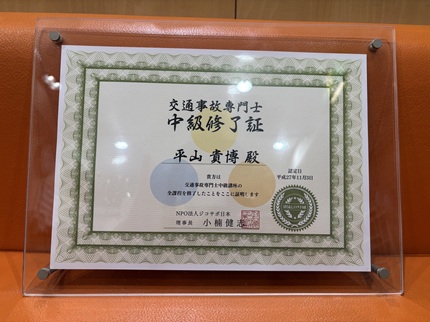 交通事故専門士
中級修了証
平山 貴博 殿
認定日
平成27年11月3日
貴方は
交通事故専門士中級講座の
全課程を修了したことをここに証明します
NPO法人ジコサポ日本
理事長 小楠健志